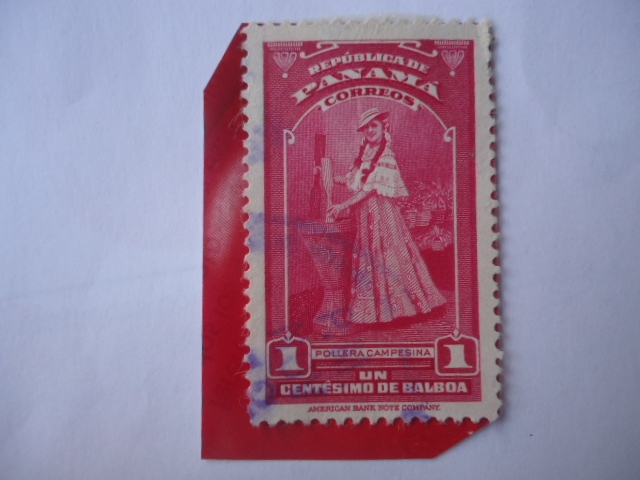 REPÚBLICA DE
PANAMÁ
CORREOS
1 POLLERA CAMPESINA 1
UN
CENTÉSIMO DE BALBOA
AMERICAN BANK NOTE COMPANY.